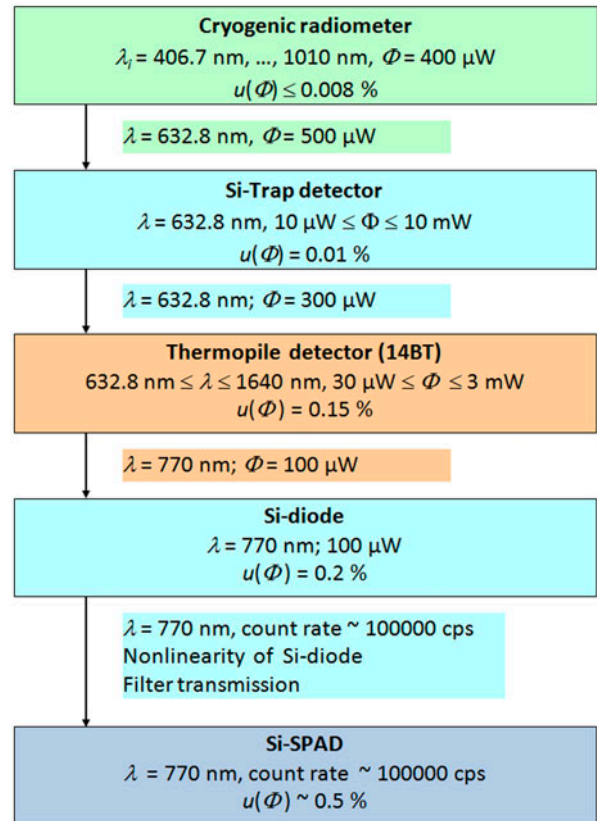 Cryogenic radiometer
λi = 406.7 nm, ..., 1010 nm, Φ = 400 µW
u(Φ) ≤ 0.008 %
λ = 632.8 nm, Φ = 500 µW
Si-Trap detector
λ = 632.8 nm, 10 µW ≤ Φ ≤ 10 mW
u(Φ) = 0.01 %
λ = 632.8 nm; Φ = 300 µW
Thermopile detector (14BT)
632.8 nm ≤ λ ≤ 1640 nm, 30 µW ≤ Φ ≤ 3 mW
u(Φ) = 0.15 %
λ = 770 nm; Φ = 100 µW
Si-diode
λ = 770 nm; 100 µW
u(Φ) = 0.2 %
λ = 770 nm, count rate ~ 100000 cps
Nonlinearity of Si-diode
Filter transmission
Si-SPAD
λ = 770 nm, count rate ~ 100000 cps
u(Φ) ~ 0.5 %